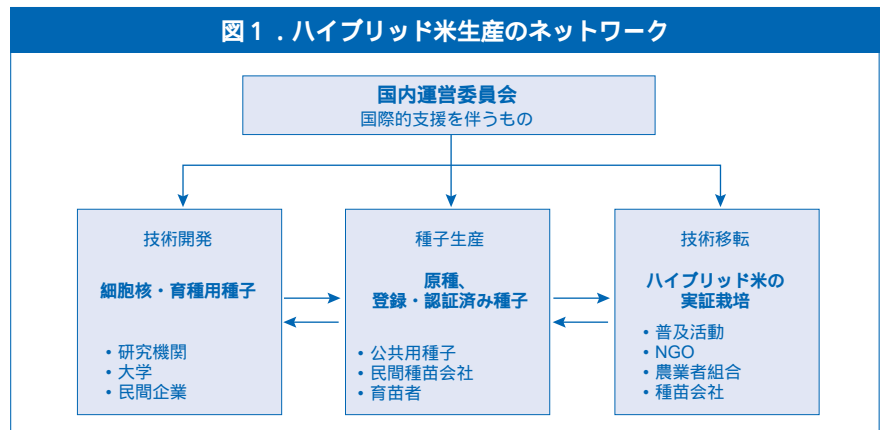 図1．ハイブリッド米生産のネットワーク
国内運営委員会
国際的支援を伴うもの
技術開発
細胞核・育種用種子
• 研究機関
• 大学
• 民間企業
種子生産
原種、
登録・認証済み種子
• 公共用種子
• 民間種苗会社
• 育苗者
技術移転
ハイブリッド米の
実証栽培
• 普及活動
• NGO
• 農業者組合
• 種苗会社